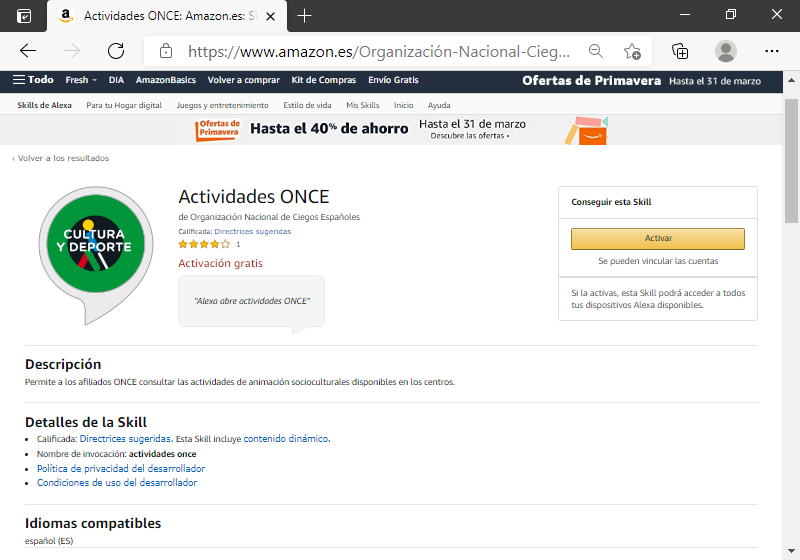 Actividades ONCE: Amazon.es: S
https://www.amazon.es/Organización-Nacional-Cieg...
Todo Fresh DIA AmazonBasics Volver a comprar Kit de Compras Envío Gratis Ofertas de Primavera Hasta el 31 de marzo
Skills de Alexa Para tu Hogar digital Juegos y entretenimiento Estilo de vida Mis Skills Inicio Ayuda
Ofertas de Primavera Hasta el 40% de ahorro Hasta el 31 de marzo
Descubre las ofertas
‹ Volver a los resultados
CULTURA
Y DEPORTE
Actividades ONCE
de Organización Nacional de Ciegos Españoles
Calificada: Directrices sugeridas
1
Activación gratis
"Alexa abre actividades ONCE"
Conseguir esta Skill
Activar
Se pueden vincular las cuentas
Si la activas, esta Skill podrá acceder a todos
tus dispositivos Alexa disponibles.
Descripción
Permite a los afiliados ONCE consultar las actividades de animación socioculturales disponibles en los centros.
Detalles de la Skill
• Calificada: Directrices sugeridas. Esta Skill incluye contenido dinámico.
• Nombre de invocación: actividades once
• Política de privacidad del desarrollador
• Condiciones de uso del desarrollador
Idiomas compatibles
español (ES)